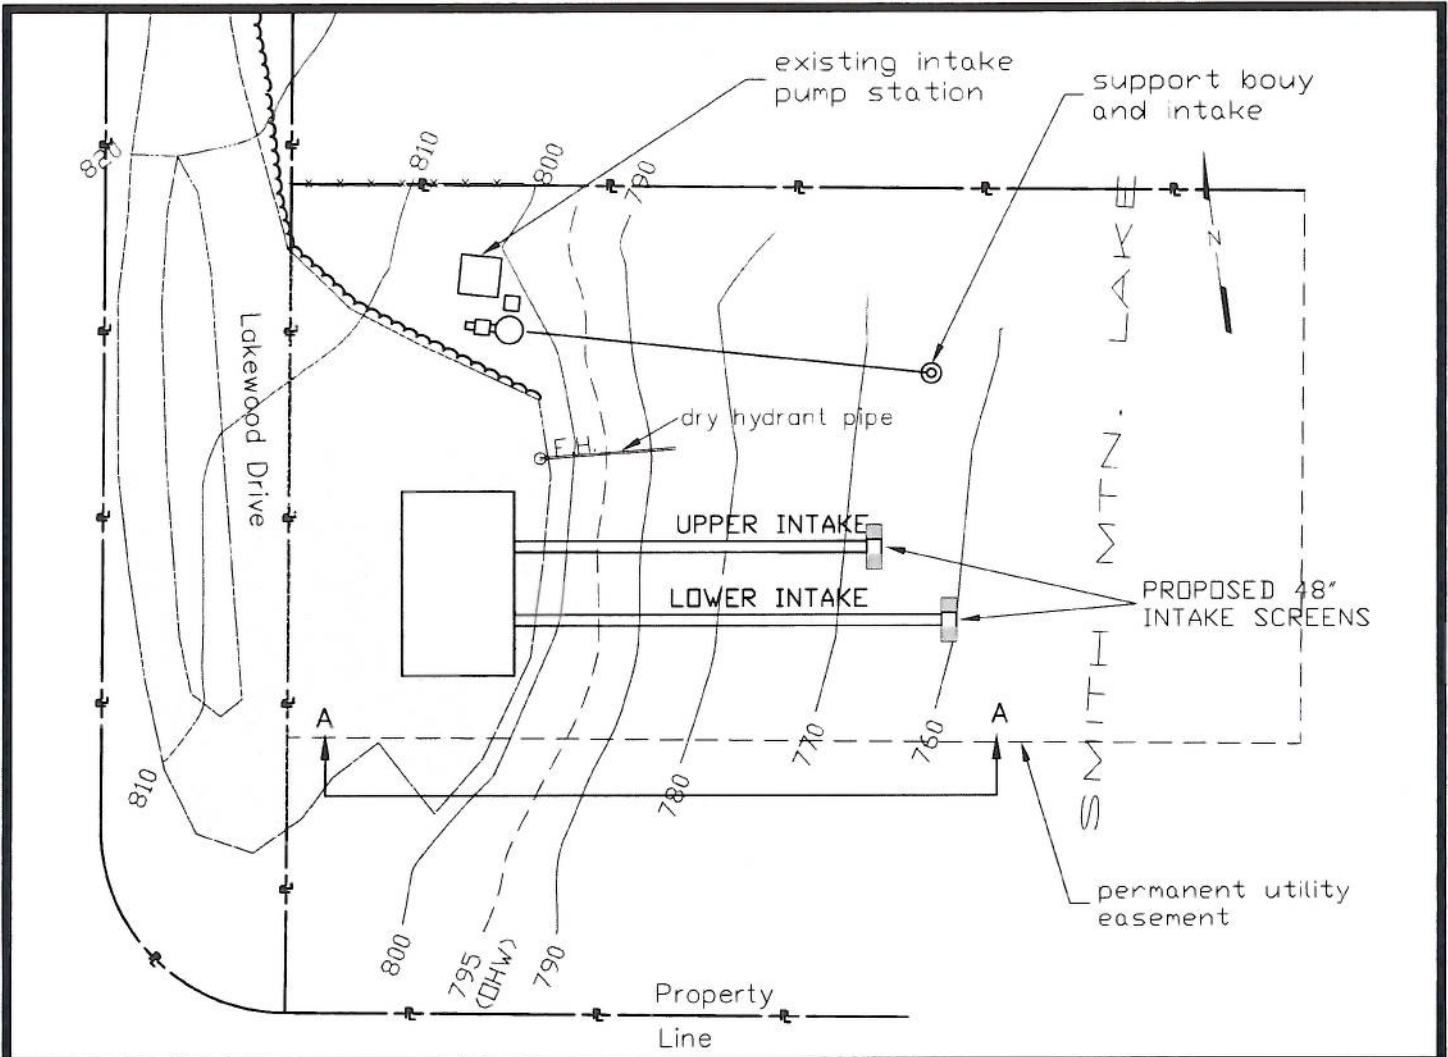 existing intake
pump station
support bouy
and intake
820
810
800
790
N
SMITH MTN. LAKE
Lakewood Drive
dry hydrant pipe
F.H.
UPPER INTAKE
LOWER INTAKE
PROPOSED 48"
INTAKE SCREENS
A
A
810
780
770
760
permanent utility
easement
800
795
(OHW)
790
Property
Line